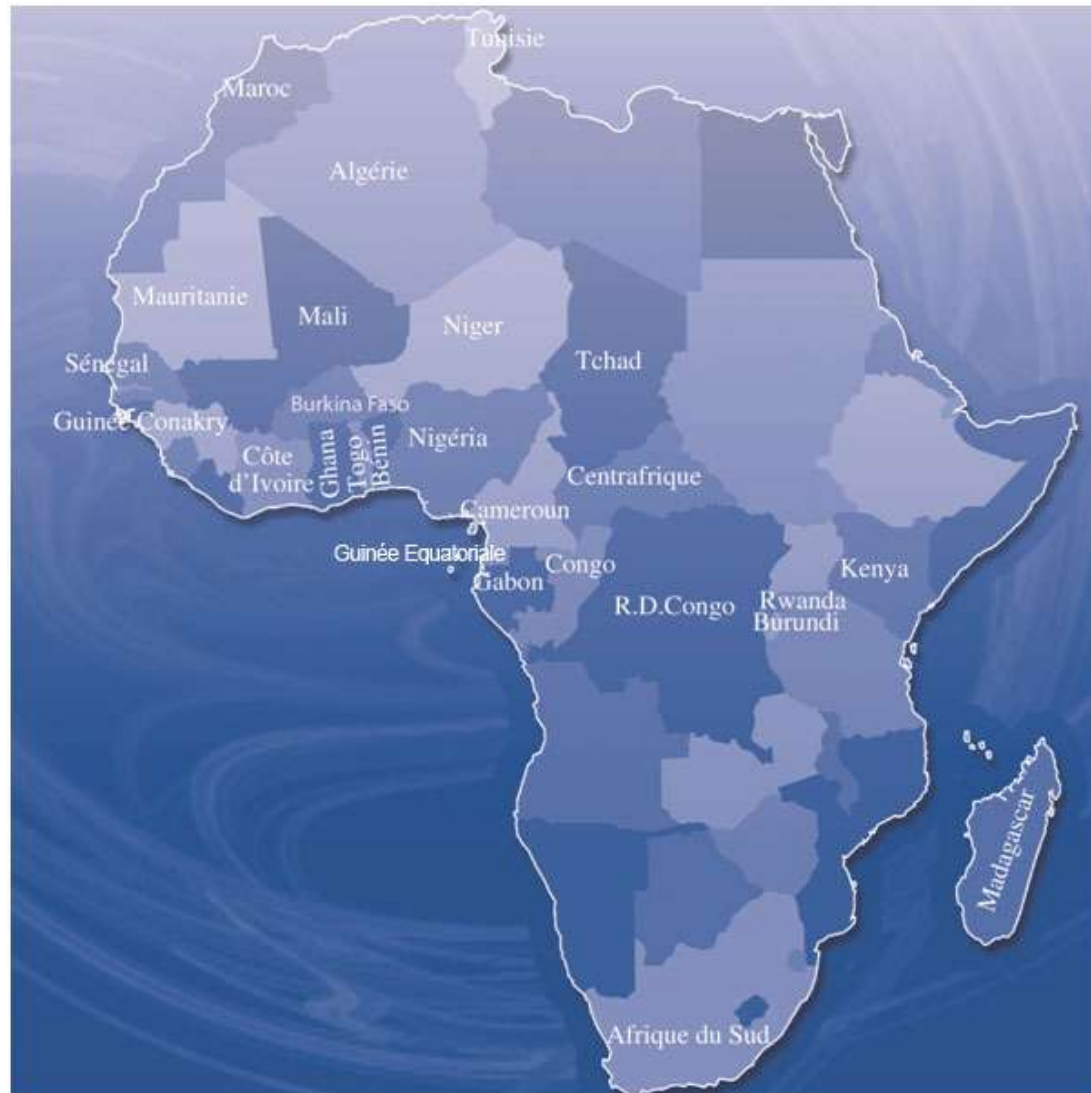 Tunisie
Maroc
Algérie
Mauritanie
Mali
Niger
Tchad
Sénégal
Burkina Faso
Guinée Conakry
Nigéria
Côte
d'Ivoire
Ghana
Togo
Bénin
Centrafrique
Cameroun
Guinée Equatoriale
Gabon
Congo
Kenya
R.D.Congo
Rwanda
Burundi
Madagascar
Afrique du Sud